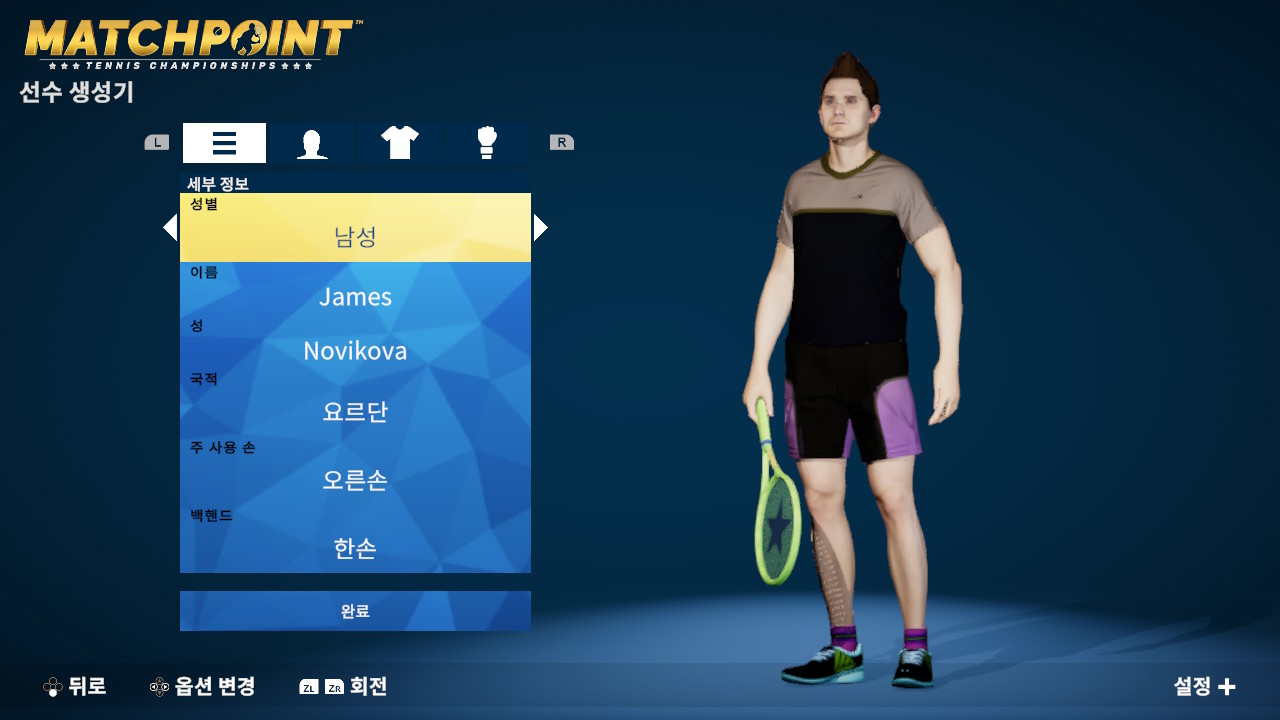 MATCHPOINT™
TENNIS CHAMPIONSHIPS
선수 생성기
L
R
세부 정보
성별
남성
이름
James
성
Novikova
국적
요르단
주 사용 손
오른손
백핸드
한손
완료
뒤로
옵션 변경
ZL ZR 회전
설정